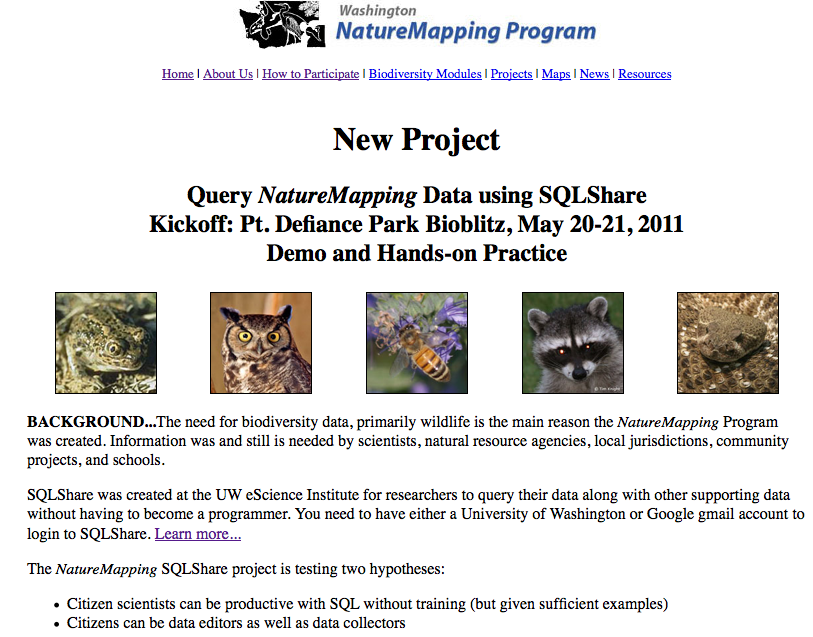 Washington
NatureMapping Program
Home | About Us | How to Participate | Biodiversity Modules | Projects | Maps | News | Resources
New Project
Query NatureMapping Data using SQLShare
Kickoff: Pt. Defiance Park Bioblitz, May 20-21, 2011
Demo and Hands-on Practice
BACKGROUND...The need for biodiversity data, primarily wildlife is the main reason the NatureMapping Program
was created. Information was and still is needed by scientists, natural resource agencies, local jurisdictions, community
projects, and schools.
SQLShare was created at the UW eScience Institute for researchers to query their data along with other supporting data
without having to become a programmer. You need to have either a University of Washington or Google gmail account to
login to SQLShare. Learn more...
The NatureMapping SQLShare project is testing two hypotheses:
• Citizen scientists can be productive with SQL without training (but given sufficient examples)
• Citizens can be data editors as well as data collectors